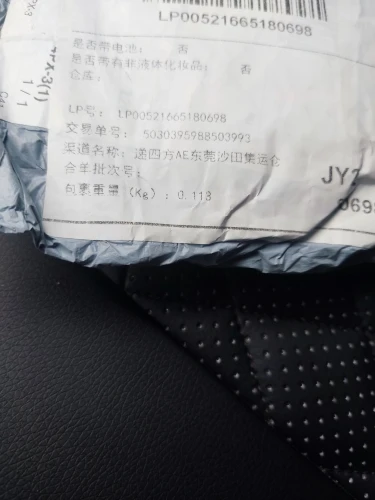 LP00521665180698
是否带电池： 否
是否带有非液体化妆品： 否
仓库：
LP号： LP00521665180698
交易单号： 5030395988503993
渠道名称：递四方AE东莞沙田集运仓
合单批次号：
包裹重量（Kg）：0.113
JY
1/1